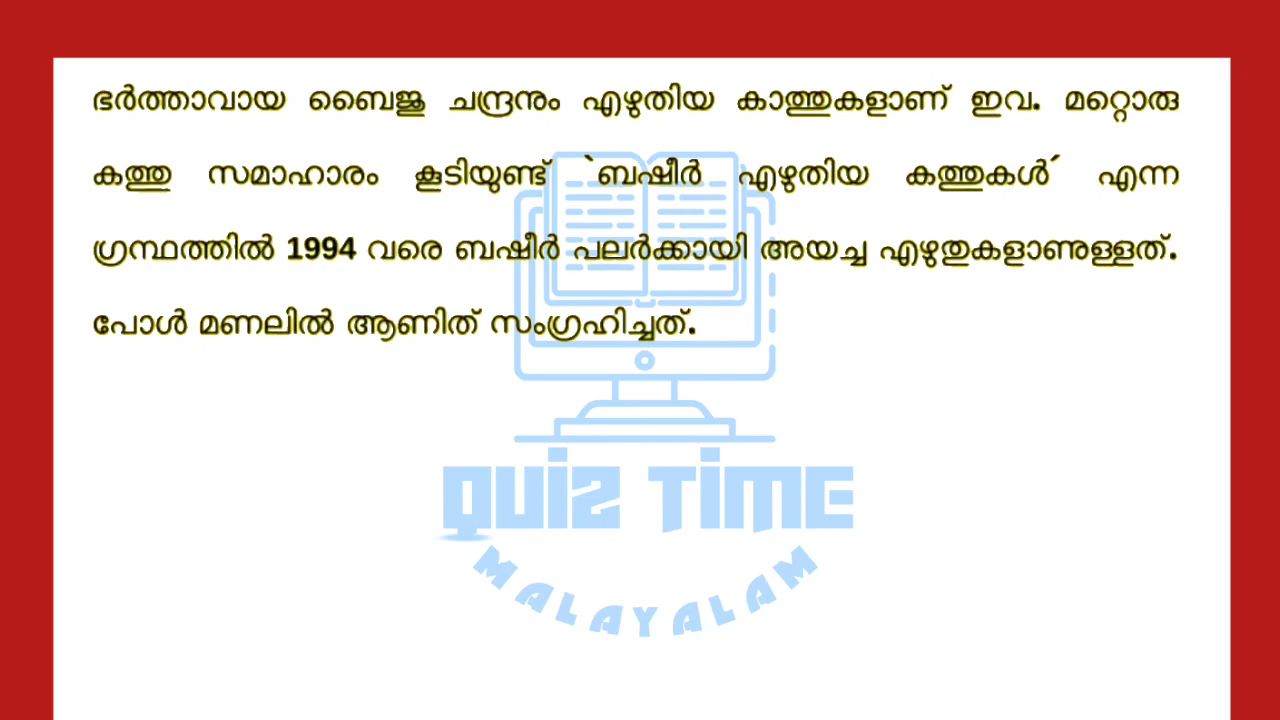 ഭർത്താവായ ബൈജു ചന്ദ്രനും എഴുതിയ കാത്തുകളാണ് ഇവ. മറ്റൊരു
കത്തു സമാഹാരം കൂടിയുണ്ട് `ബഷീർ എഴുതിയ കത്തുകൾ´ എന്ന
ഗ്രന്ഥത്തിൽ 1994 വരെ ബഷീർ പലർക്കായി അയച്ച എഴുതുകളാണുള്ളത്.
പോൾ മണലിൽ ആണിത് സംഗ്രഹിച്ചത്.
QUIZ TIME
MALAYALAM